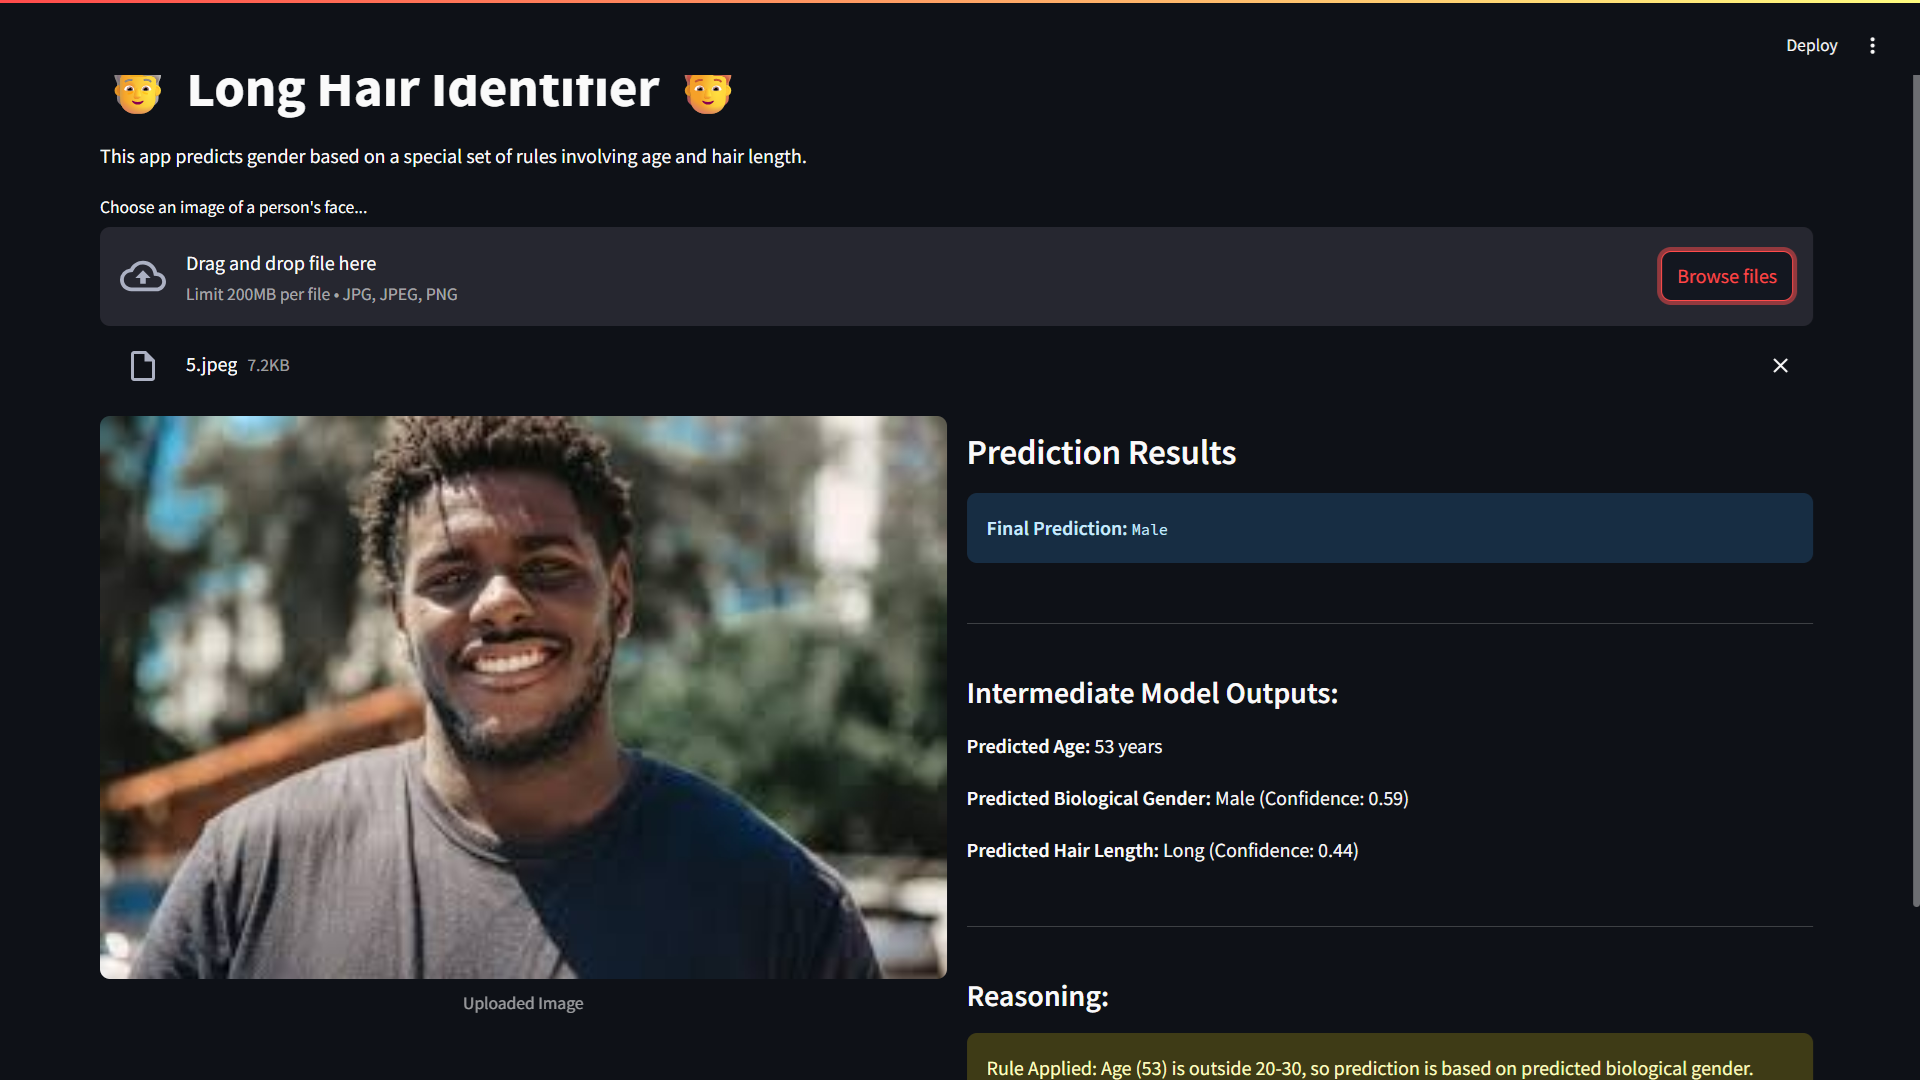 Deploy
Long Hair Identifier
This app predicts gender based on a special set of rules involving age and hair length.
Choose an image of a person's face...
Drag and drop file here
Limit 200MB per file • JPG, JPEG, PNG
Browse files
5.jpeg 7.2KB
Prediction Results
Final Prediction: Male
Intermediate Model Outputs:
Predicted Age: 53 years
Predicted Biological Gender: Male (Confidence: 0.59)
Predicted Hair Length: Long (Confidence: 0.44)
Uploaded Image
Reasoning:
Rule Applied: Age (53) is outside 20-30, so prediction is based on predicted biological gender.